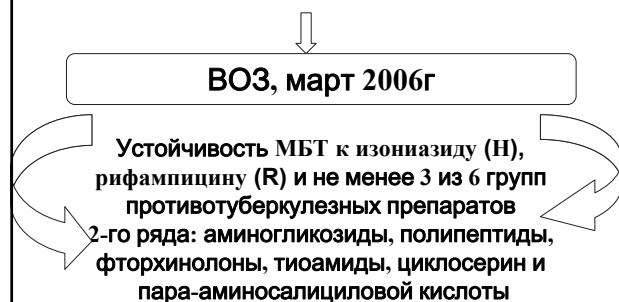 ВОЗ, март 2006г
Устойчивость МБТ к изониазиду (H),
рифампицину (R) и не менее 3 из 6 групп
противотуберкулезных препаратов
2-го ряда: аминогликозиды, полипептиды,
фторхинолоны, тиоамиды, циклосерин и
пара-аминосалициловой кислоты